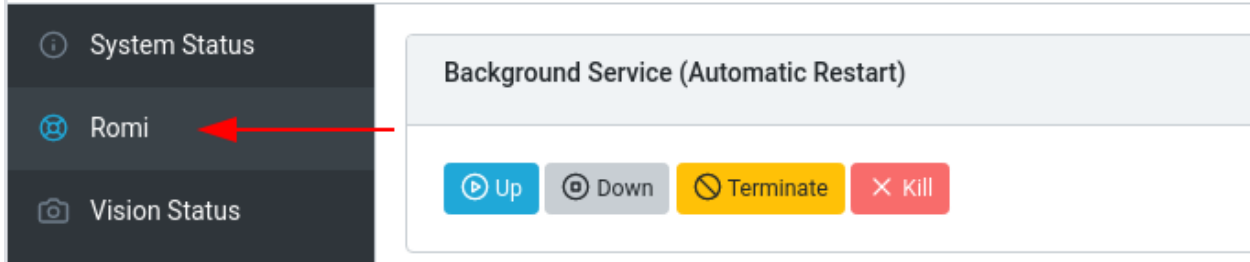 System Status
Romi
Vision Status
Background Service (Automatic Restart)
Up Down Terminate Kill